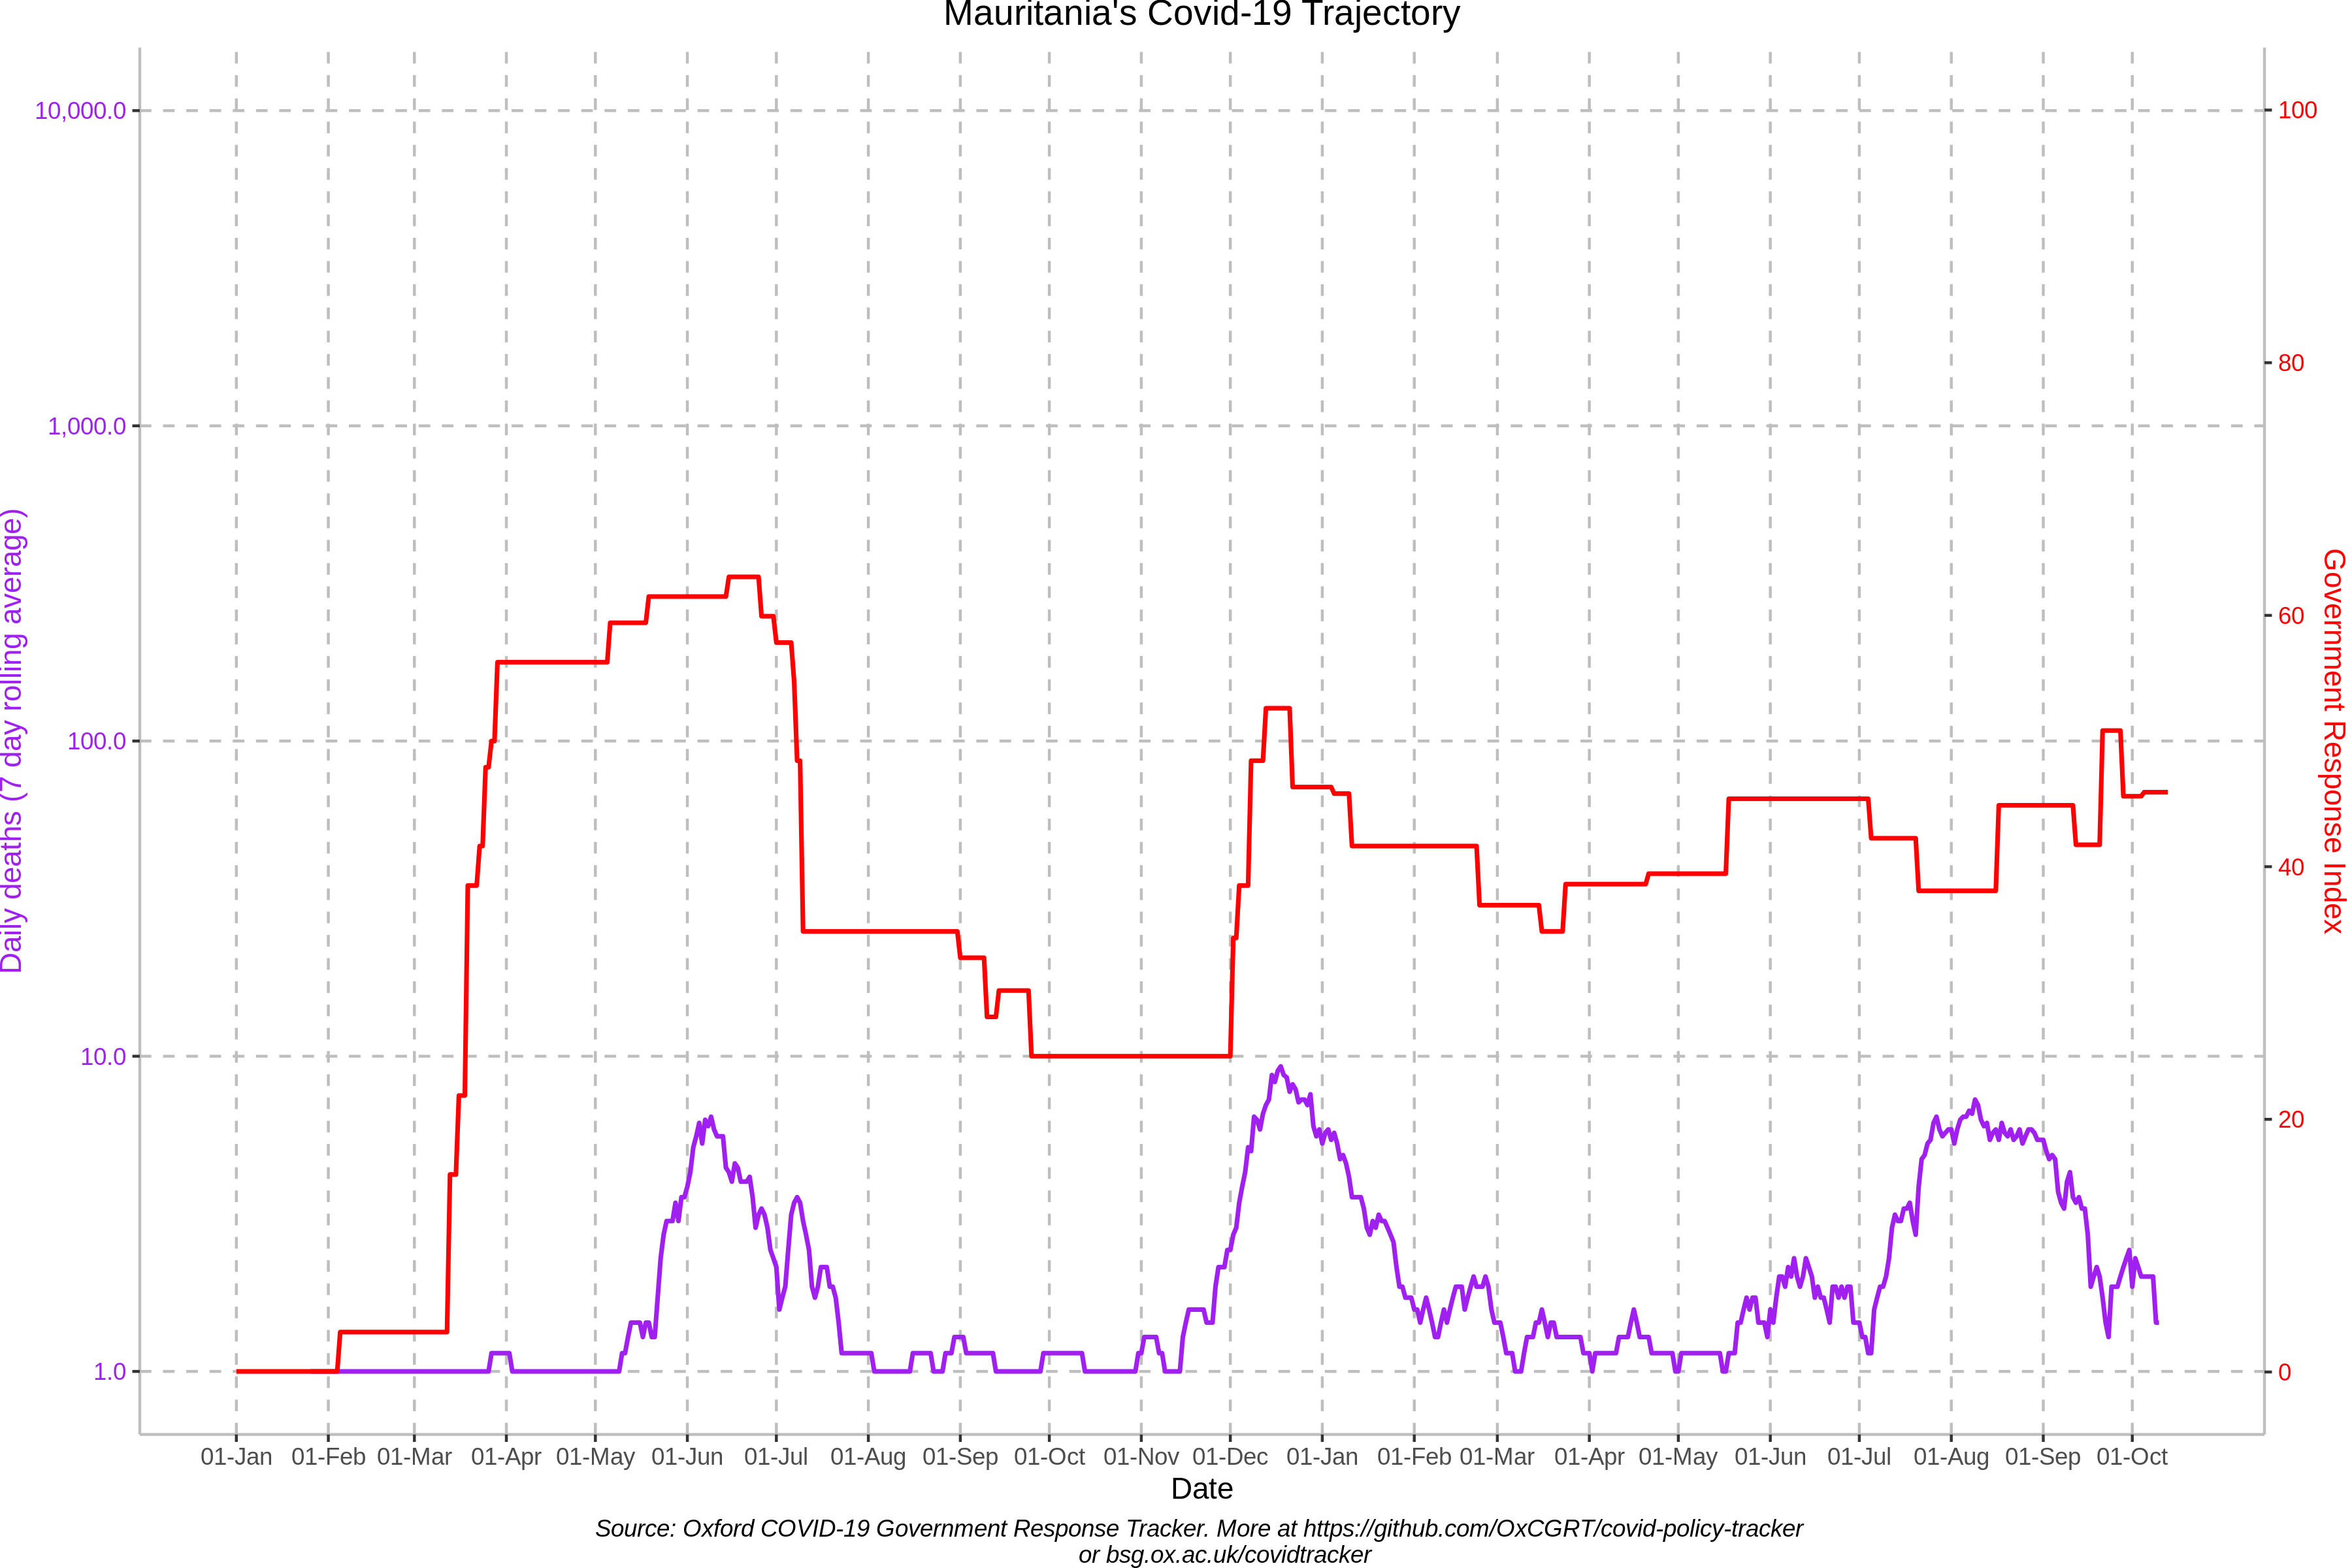 Mauritania's Covid-19 Trajectory
Daily deaths (7 day rolling average)
10,000.0
1,000.0
100.0
10.0
1.0
Government Response Index
100
80
60
40
20
0
01-Jan 01-Feb 01-Mar 01-Apr 01-May 01-Jun 01-Jul 01-Aug 01-Sep 01-Oct 01-Nov 01-Dec 01-Jan 01-Feb 01-Mar 01-Apr 01-May 01-Jun 01-Jul 01-Aug 01-Sep 01-Oct
Date
Source: Oxford COVID-19 Government Response Tracker. More at https://github.com/OxCGRT/covid-policy-tracker
or bsg.ox.ac.uk/covidtracker